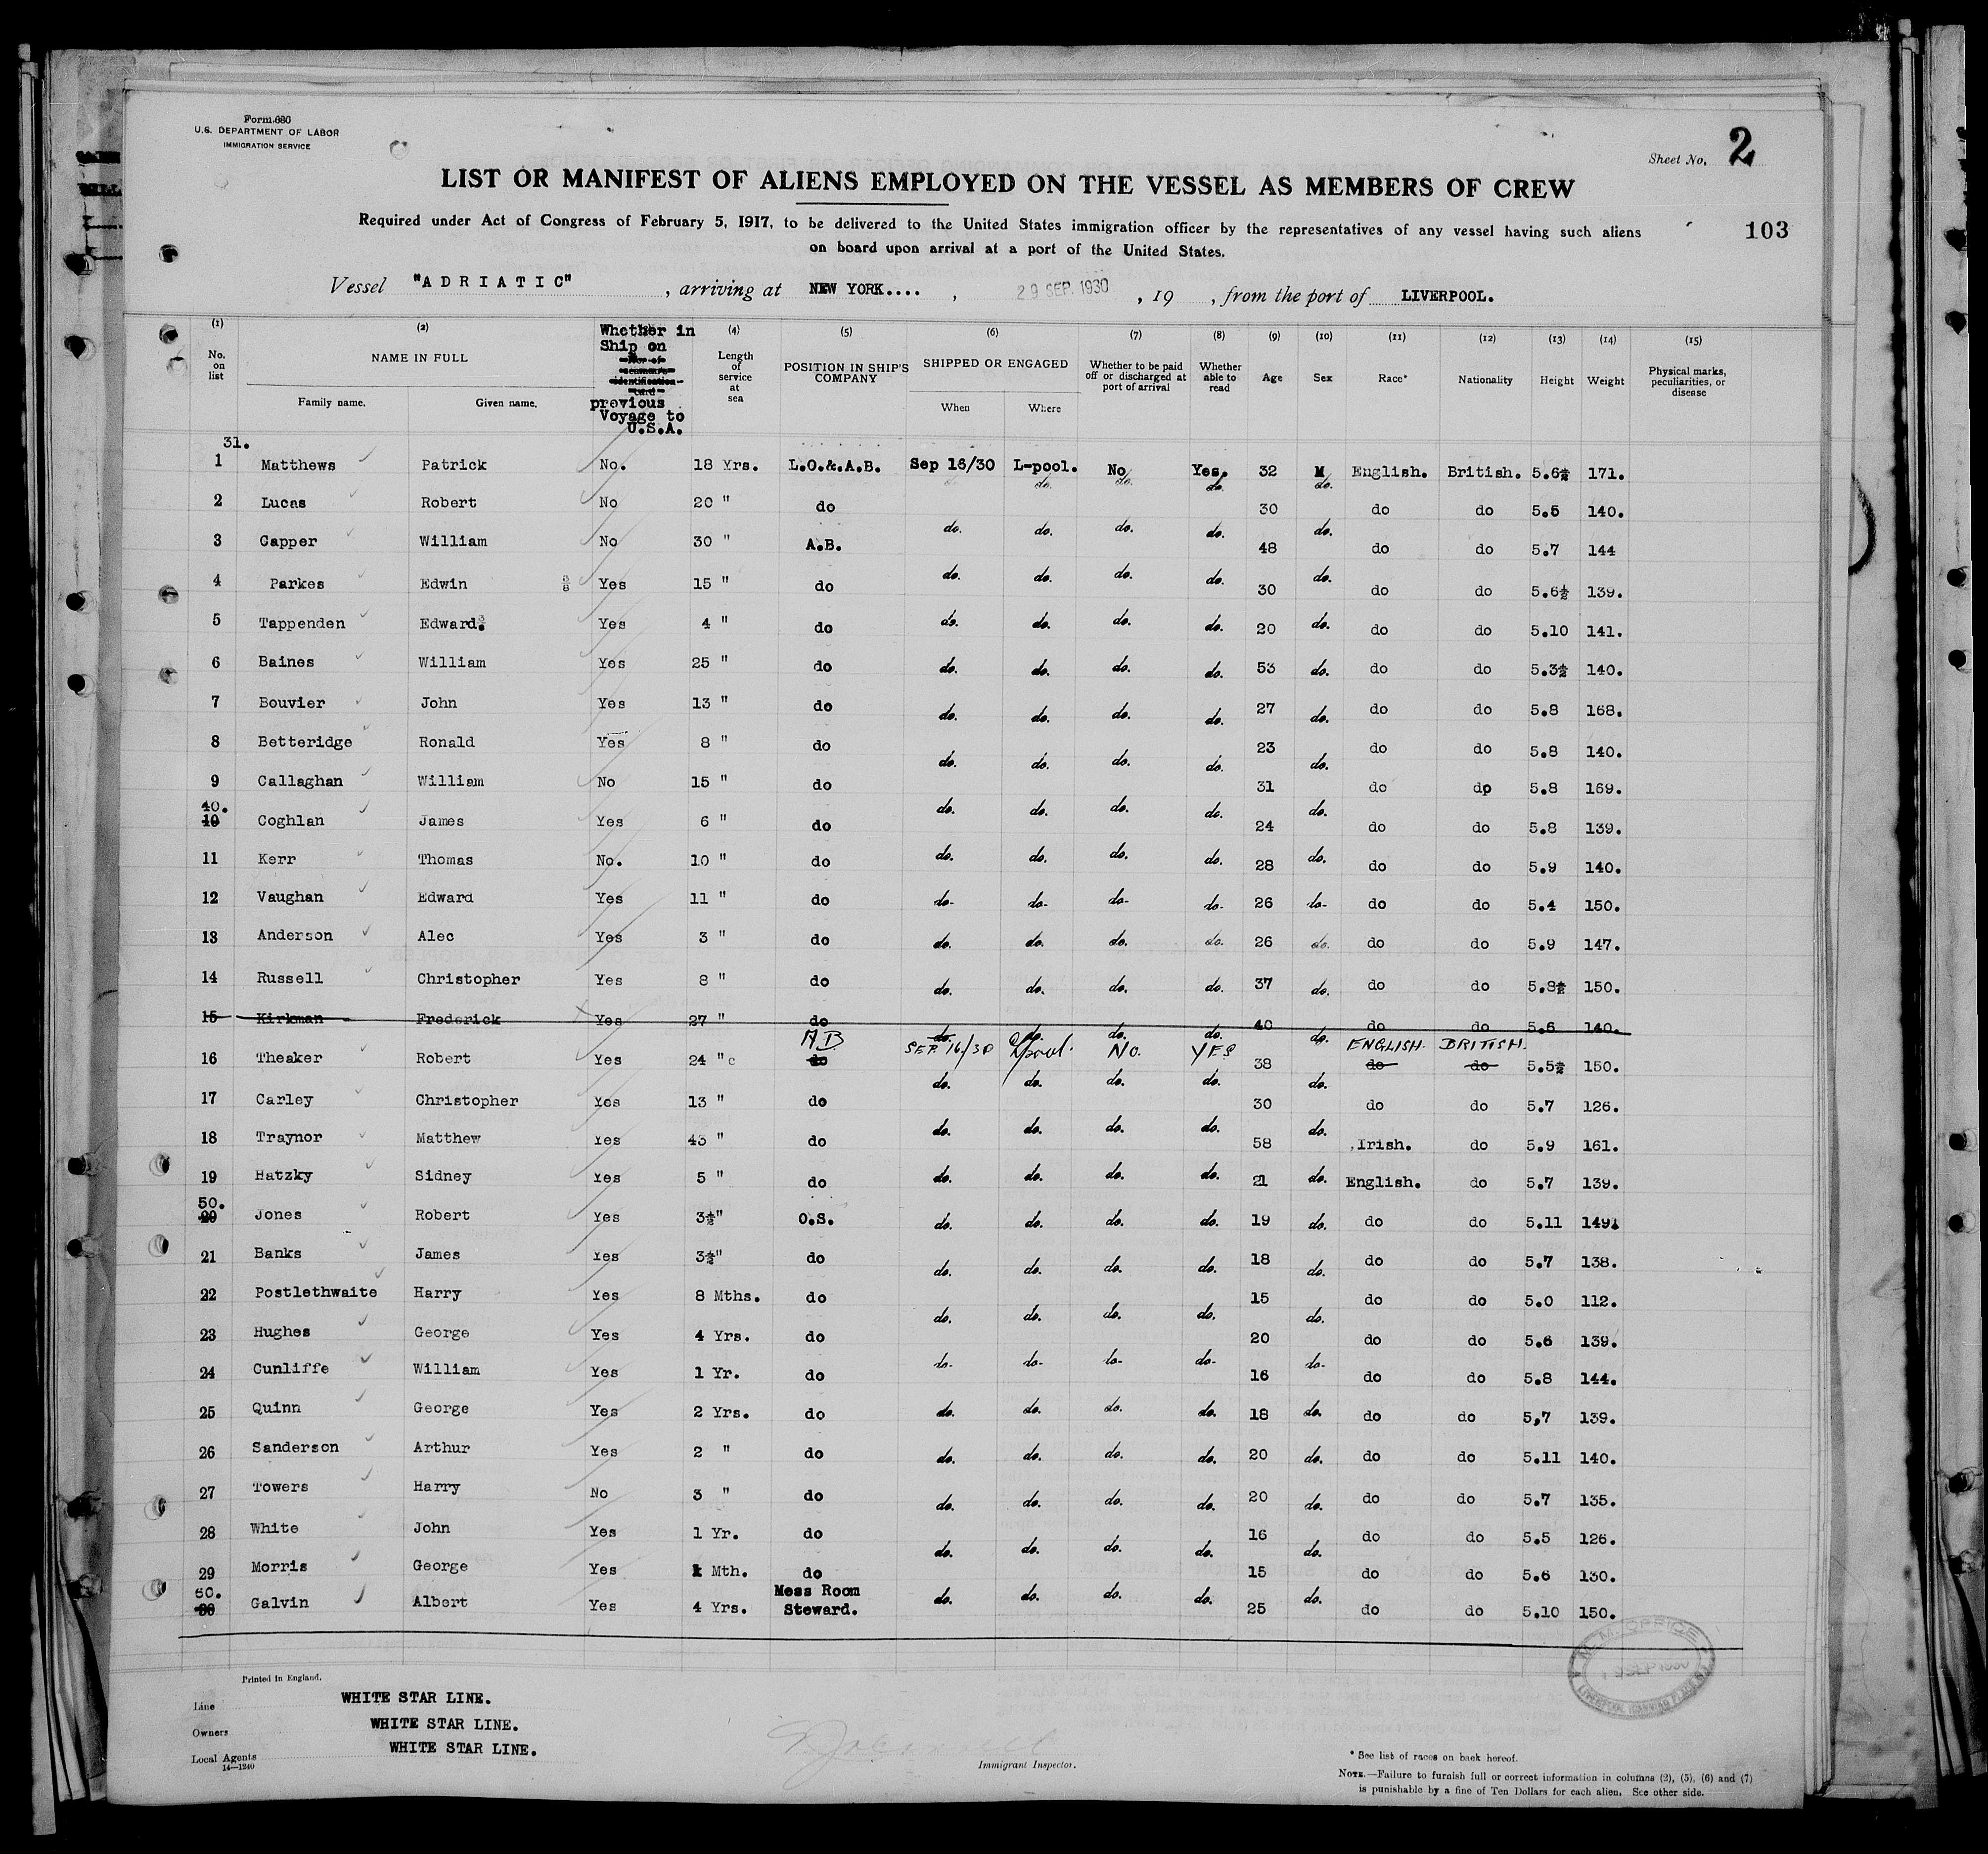 Form 680
U.S. DEPARTMENT OF LABOR
IMMIGRATION SERVICE
Sheet No. 2
LIST OR MANIFEST OF ALIENS EMPLOYED ON THE VESSEL AS MEMBERS OF CREW
Required under Act of Congress of February 5, 1917, to be delivered to the United States immigration officer by the representatives of any vessel having such aliens
on board upon arrival at a port of the United States.
103
Vessel "ADRIATIC", arriving at NEW YORK...., 29 SEP. 1930, 19 , from the port of LIVERPOOL.
(1) (2) (4) (5) (6) (7) (8) (9) (10) (11) (12) (13) (14) (15)
No. on list NAME IN FULL Family name. Given name. Whether in Ship on previous Voyage to U.S.A. Length of service at sea POSITION IN SHIP'S COMPANY SHIPPED OR ENGAGED When Where Whether to be paid off or discharged at port of arrival Whether able to read Age Sex Race* Nationality Height Weight Physical marks, peculiarities, or disease
31.
1 Matthews Patrick No. 18 Yrs. L.O.&.A.B. Sep 16/30 L-pool. No Yes. 32 M English. British. 5.6½ 171.
2 Lucas Robert No 20 " do do. do. do. do. 30 do. do do 5.5 140.
3 Capper William No 30 " A.B. do. do. do. do. 48 do. do do 5.7 144
4 Parkes Edwin Yes 15 " do do. do. do. do. 30 do. do do 5.6½ 139.
5 Tappenden Edward. Yes 4 " do do. do. do. do. 20 do. do do 5.10 141.
6 Baines William Yes 25 " do do. do. do. do. 53 do. do do 5.3½ 140.
7 Bouvier John Yes 13 " do do. do. do. do. 27 do. do do 5.8 168.
8 Betteridge Ronald Yes 8 " do do. do. do. do. 23 do. do do 5.8 140.
9 Callaghan William No 15 " do do. do. do. do. 31 do. do do 5.8 169.
40.
10 Coghlan James Yes 6 " do do. do. do. do. 24 do. do do 5.8 139.
11 Kerr Thomas No. 10 " do do. do. do. do. 28 do. do do 5.9 140.
12 Vaughan Edward Yes 11 " do do- do- do- do- 26 do- do do 5.4 150.
13 Anderson Alec Yes 3 " do do. do. do. do. 26 do. do do 5.9 147.
14 Russell Christopher Yes 8 " do do. do. do. do. 37 do. do do 5.8½ 150.
15 Kirkman Frederick Yes 27 " do do. do. do. do. 40 do. do do 5.6 140.
AB SEP. 16/30 Lpool. No. YES ENGLISH. BRITISH.
16 Theaker Robert Yes 24 "c do do. do. do. do. 38 do. do do 5.5½ 150.
17 Carley Christopher Yes 13 " do do. do. do. do. 30 do. do do 5.7 126.
18 Traynor Matthew Yes 43 " do do. do. do. do. 58 do. Irish. do 5.9 161.
19 Hatzky Sidney Yes 5 " do do. do. do. do. 21 do. English. do 5.7 139.
50.
20 Jones Robert Yes 3½" O.S. do. do. do. do. 19 do. do do 5.11 149.
21 Banks James Yes 3½" do do. do. do. do. 18 do. do do 5.7 138.
22 Postlethwaite Harry Yes 8 Mths. do do. do. do. do. 15 do. do do 5.0 112.
23 Hughes George Yes 4 Yrs. do do- do- do- do- 20 do- do do 5.6 139.
24 Cunliffe William Yes 1 Yr. do 16 do do 5.8 144.
25 Quinn George Yes 2 Yrs. do do. do. do. do. 18 do. do do 5,7 139.
26 Sanderson Arthur Yes 2 " do do. do. do. do. 20 do. do do 5.11 140.
27 Towers Harry No 3 " do do. do. do. do. 20 do. do do 5.7 135.
28 White John Yes 1 Yr. do do. do. do. do. 16 do. do do 5.5 126.
29 Morris George Yes 1 Mth. do 15 do do 5.6 130.
60.
30 Galvin Albert Yes 4 Yrs. Mess Room Steward. do. do. do. do. 25 do. do do 5.10 150.
M.M. OFFICE
SEP 1930
LIVERPOOL CANNING PLACE
Printed in England.
Line WHITE STAR LINE.
Owners WHITE STAR LINE.
Local Agents WHITE STAR LINE.
14—1240
Immigrant Inspector.
* See list of races on back hereof.
NOTE.—Failure to furnish full or correct information in columns (2), (5), (6) and (7)
is punishable by a fine of Ten Dollars for each alien. See other side.